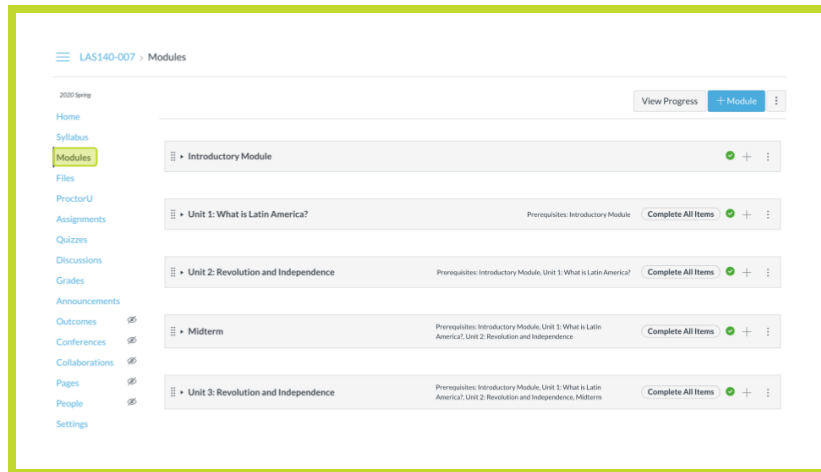 LAS140-007 > Modules
2020 Spring
View Progress
+ Module
Home
Syllabus
Modules
Files
ProctorU
Assignments
Quizzes
Discussions
Grades
Announcements
Outcomes
Conferences
Collaborations
Pages
People
Settings
Introductory Module
Unit 1: What is Latin America?
Prerequisites: Introductory Module
Complete All Items
Unit 2: Revolution and Independence
Prerequisites: Introductory Module, Unit 1: What is Latin America?
Complete All Items
Midterm
Prerequisites: Introductory Module, Unit 1: What is Latin
America?, Unit 2: Revolution and Independence
Complete All Items
Unit 3: Revolution and Independence
Prerequisites: Introductory Module, Unit 1: What is Latin
America?, Unit 2: Revolution and Independence, Midterm
Complete All Items